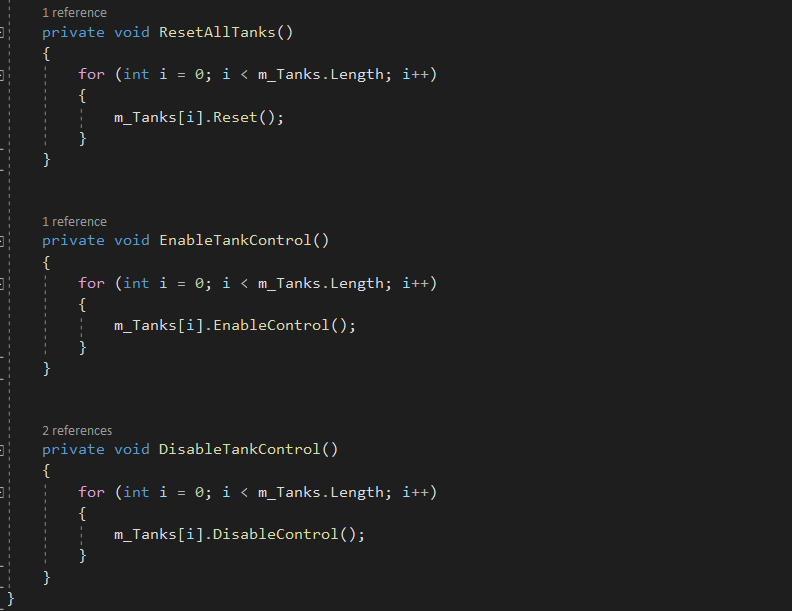 1 reference
private void ResetAllTanks()
{
for (int i = 0; i < m_Tanks.Length; i++)
{
m_Tanks[i].Reset();
}
}
1 reference
private void EnableTankControl()
{
for (int i = 0; i < m_Tanks.Length; i++)
{
m_Tanks[i].EnableControl();
}
}
2 references
private void DisableTankControl()
{
for (int i = 0; i < m_Tanks.Length; i++)
{
m_Tanks[i].DisableControl();
}
}
}